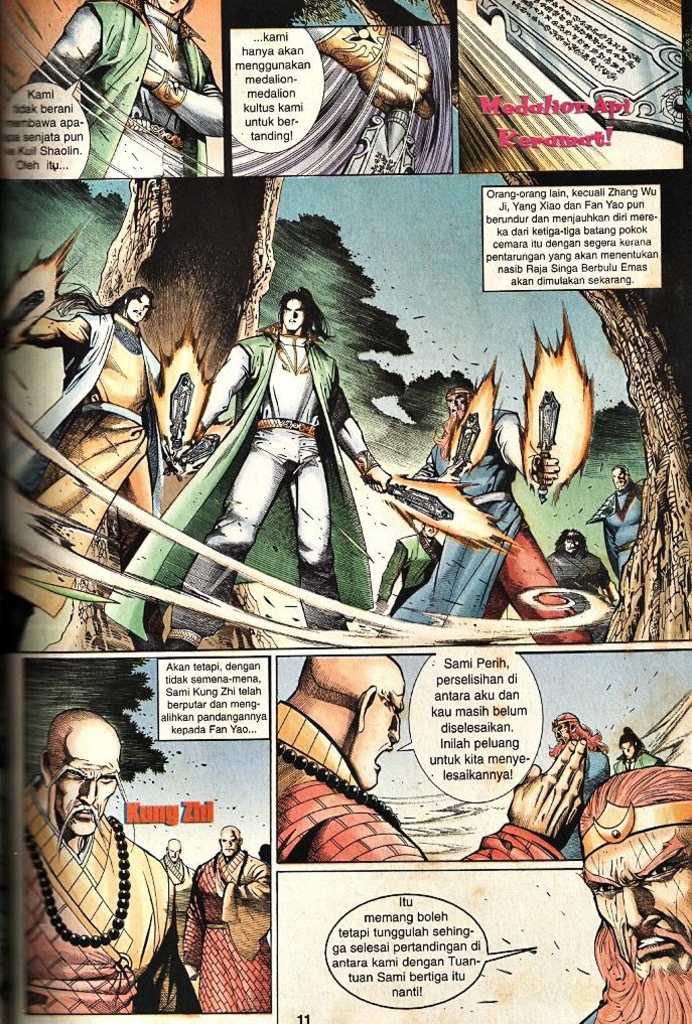 Kami
tidak berani
membawa apa-
apa senjata pun
ke Kuil Shaolin.
Oleh itu...
...kami
hanya akan
menggunakan
medalion-
medalion
kultus kami
untuk ber-
tanding!
Medalion Api
Keramat!
Orang-orang lain, kecuali Zhang Wu
Ji, Yang Xiao dan Fan Yao pun
berundur dan menjauhkan diri mere-
ka dari ketiga-tiga batang pokok
cemara itu dengan segera kerana
pentarungan yang akan menentukan
nasib Raja Singa Berbulu Emas
akan dimulakan sekarang.
Akan tetapi, dengan
tidak semena-mena,
Sami Kung Zhi telah
berputar dan meng-
alihkan pandangannya
kepada Fan Yao...
Kung Zhi
Sami Perih,
perselisihan di
antara aku dan
kau masih belum
diselesaikan.
Inilah peluang
untuk kita menye-
lesaikannya!
Itu
memang boleh
tetapi tunggulah sehing-
ga selesai pertandingan di
antara kami dengan Tuan-
tuan Sami bertiga itu
nanti!
11